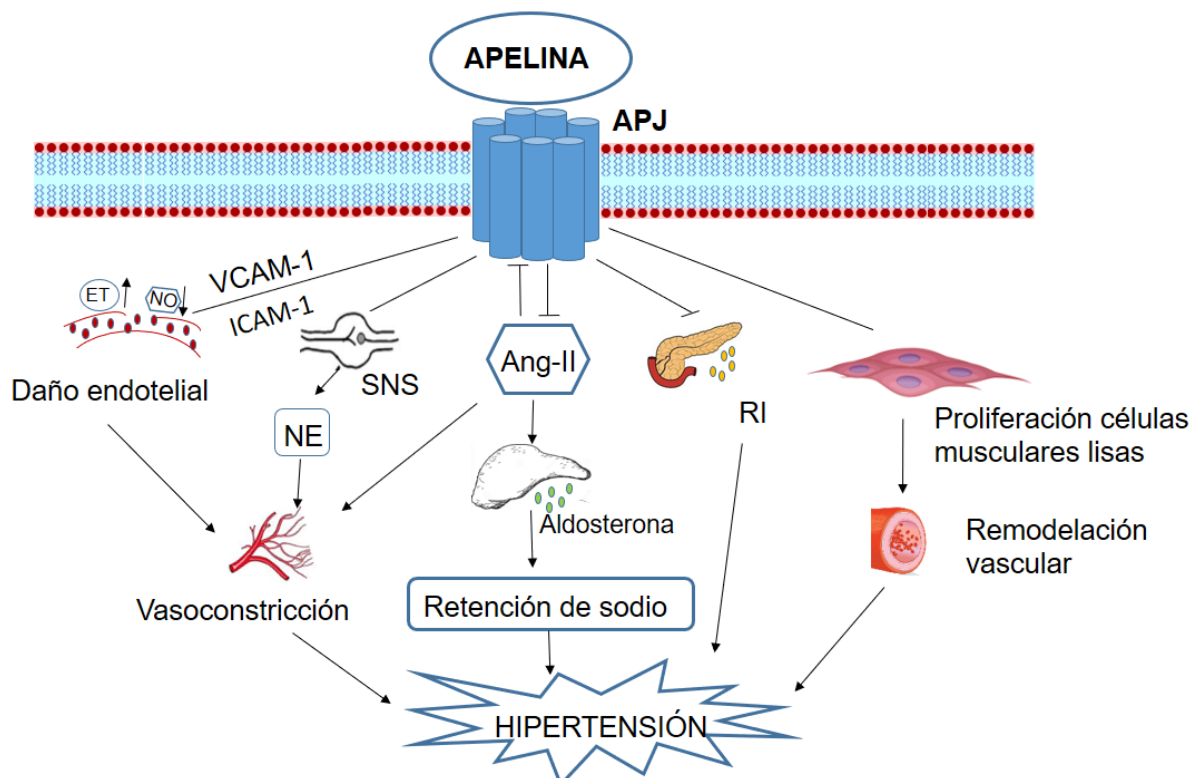 APELINA
APJ
VCAM-1
ICAM-1
ET
NO
Daño endotelial
SNS
NE
Ang-II
RI
Proliferación células
musculares lisas
Aldosterona
Remodelación
vascular
Vasoconstricción
Retención de sodio
HIPERTENSIÓN